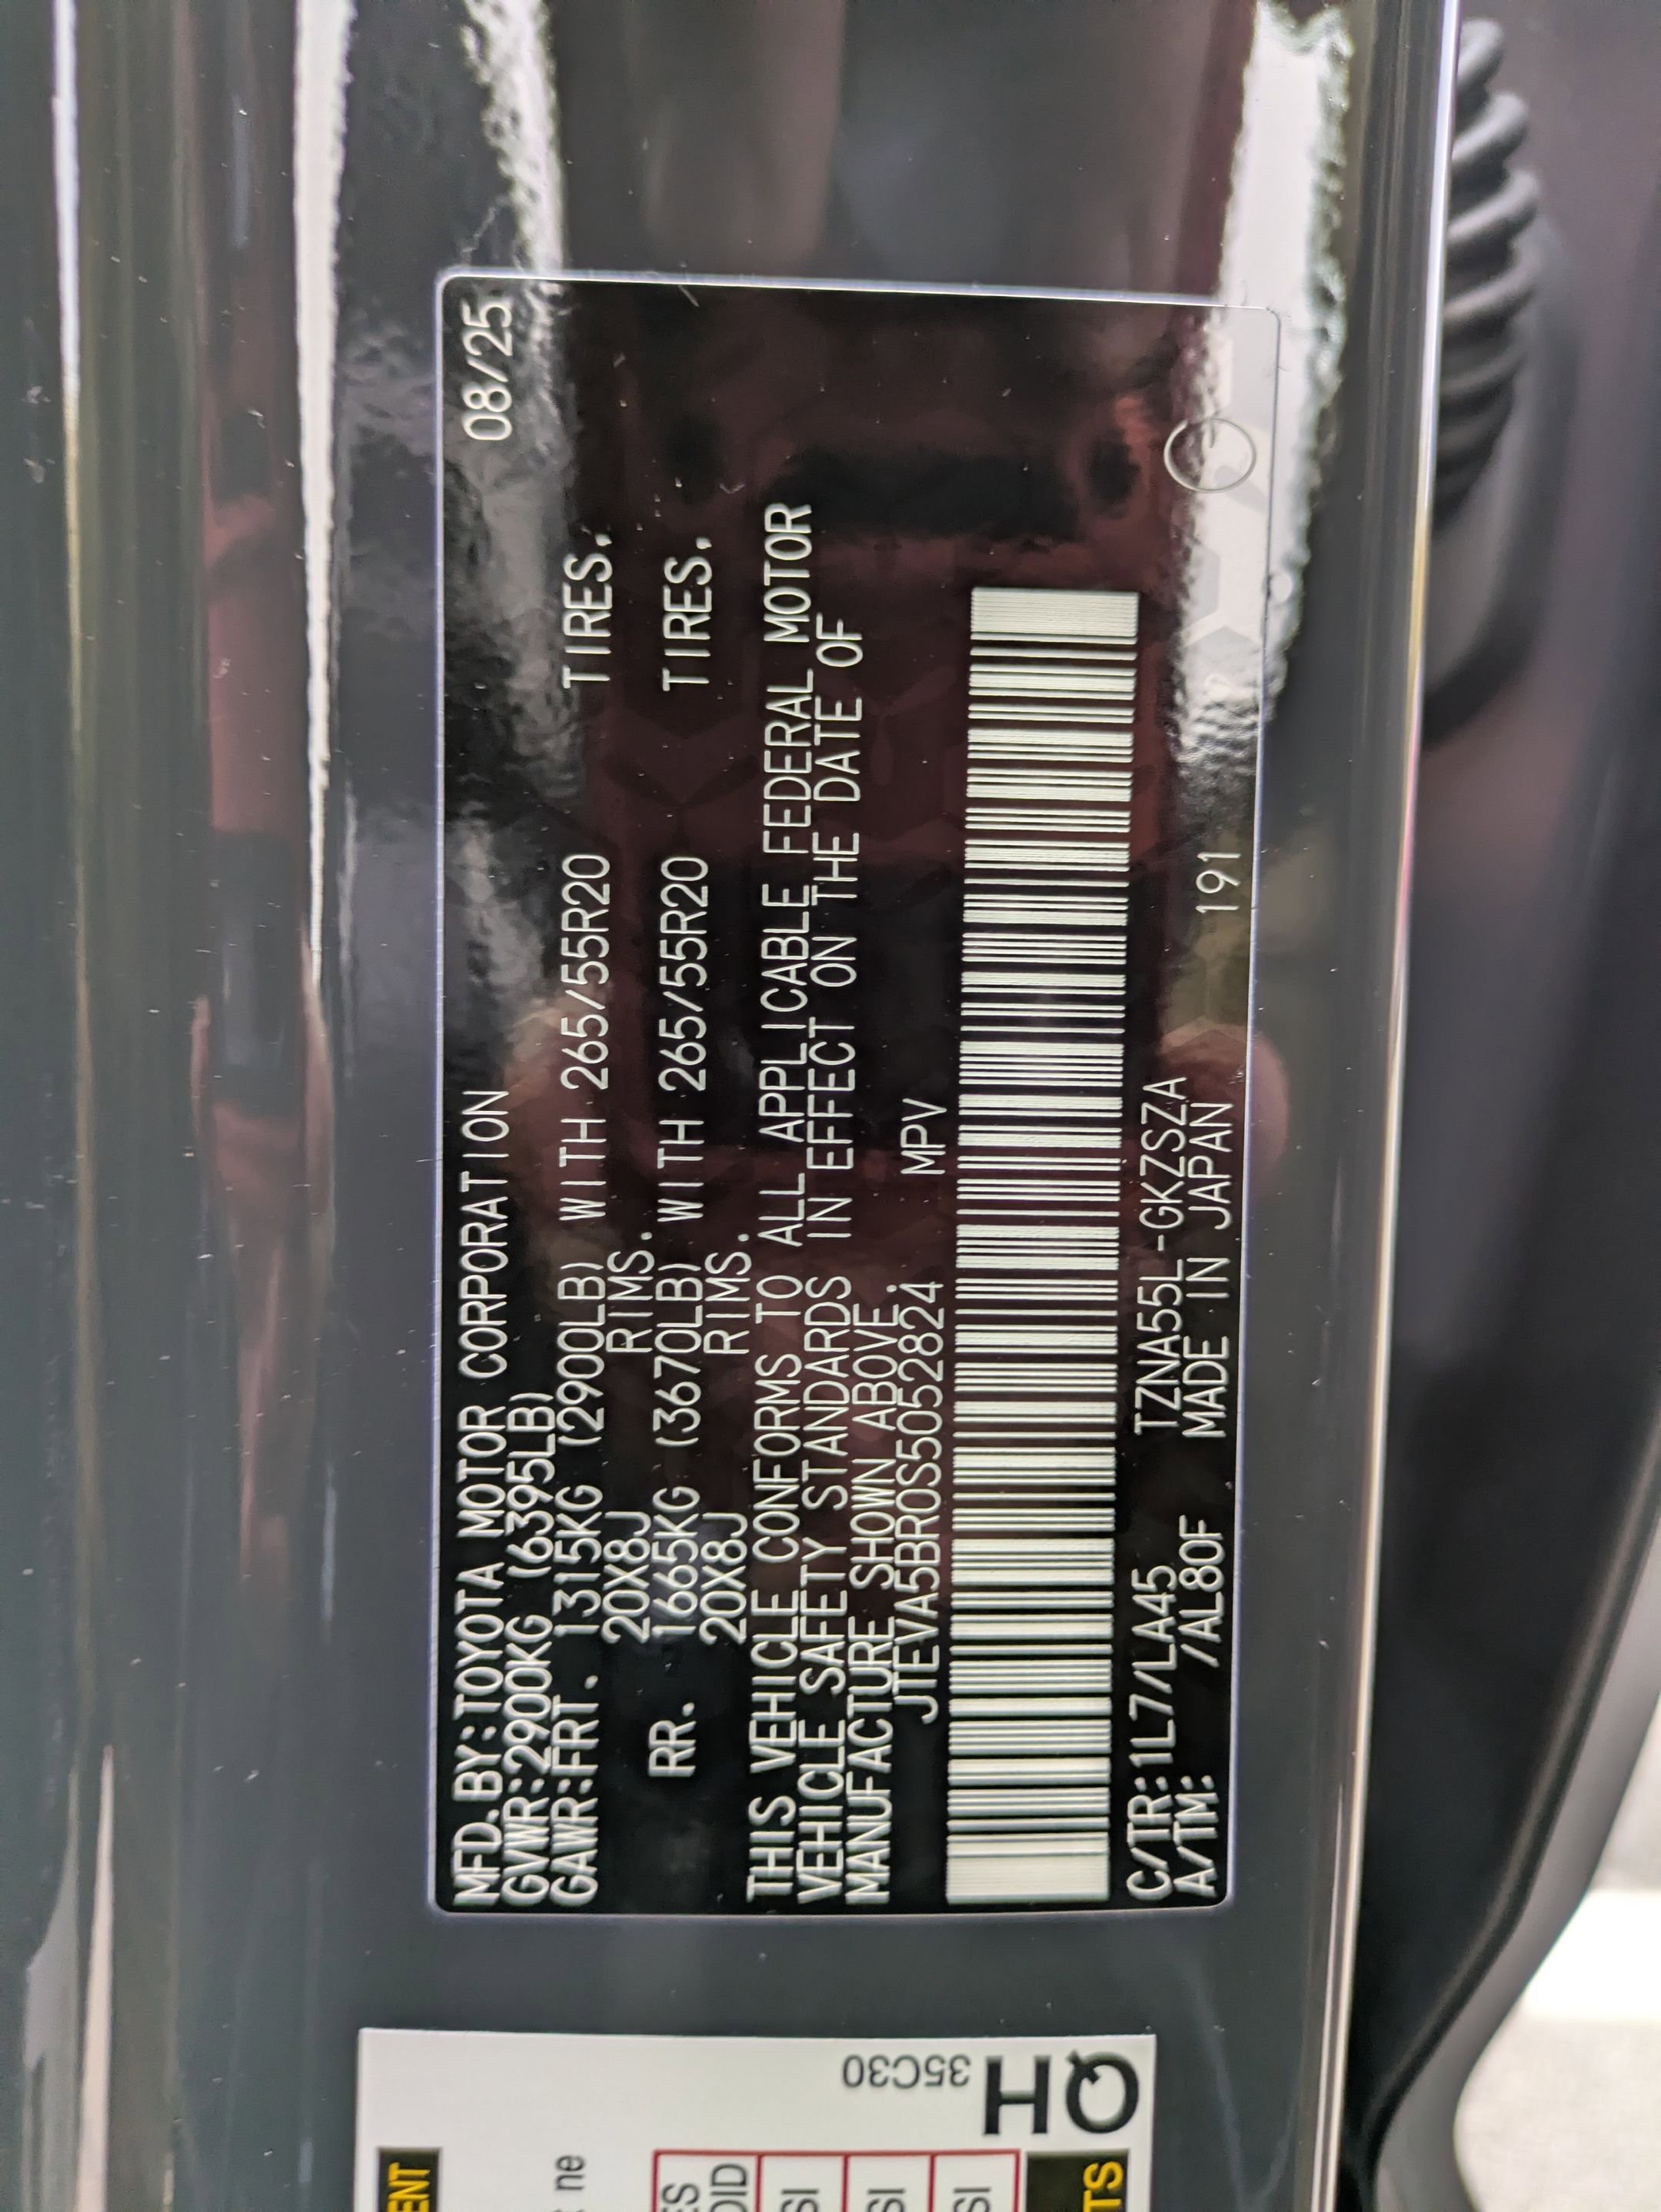 MFD.BY:TOYOTA MOTOR CORPORATION 08/25
GVWR:2900KG (6395LB)
GAWR:FRT. 1315KG (2900LB) WITH 265/55R20 TIRES,
20X8J RIMS.
RR. 1665KG (3670LB) WITH 265/55R20 TIRES,
20X8J RIMS.
THIS VEHICLE CONFORMS TO ALL APPLICABLE FEDERAL MOTOR
VEHICLE SAFETY STANDARDS IN EFFECT ON THE DATE OF
MANUFACTURE SHOWN ABOVE.
JTEVA5BR0S5052824 MPV
C/TR:1L7/LA45 TZNA55L-GKZSZA
A/TM: /AL80F MADE IN JAPAN 191
35C30
QH